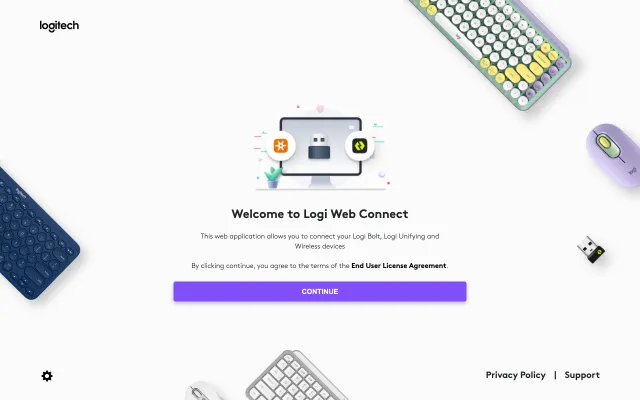 logitech
logitech
logi
Welcome to Logi Web Connect
This web application allows you to connect your Logi Bolt, Logi Unifying and
Wireless devices
By clicking continue, you agree to the terms of the End User License Agreement.
CONTINUE
Privacy Policy | Support